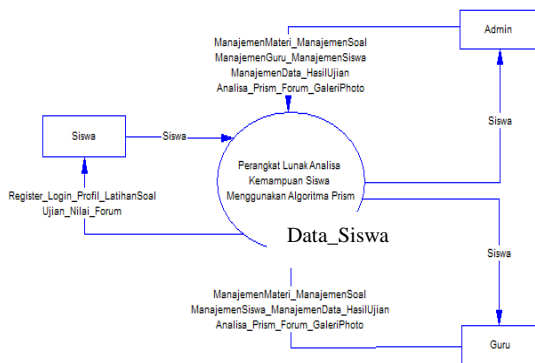 ManajemenMateri_ManajemenSoal
ManajemenGuru_ManajemenSiswa
ManajemenData_HasilUjian
Analisa_Prism_Forum_GaleriPhoto
Admin
Siswa
Siswa
Siswa
Perangkat Lunak Analisa
Kemampuan Siswa
Menggunakan Algoritma Prism
Register_Login_Profil_LatihanSoal
Ujian_Nilai_Forum
Data_Siswa
Siswa
ManajemenMateri_ManajemenSoal
ManajemenSiswa_ManajemenData_HasilUjian
Analisa_Prism_Forum_GaleriPhoto
Guru